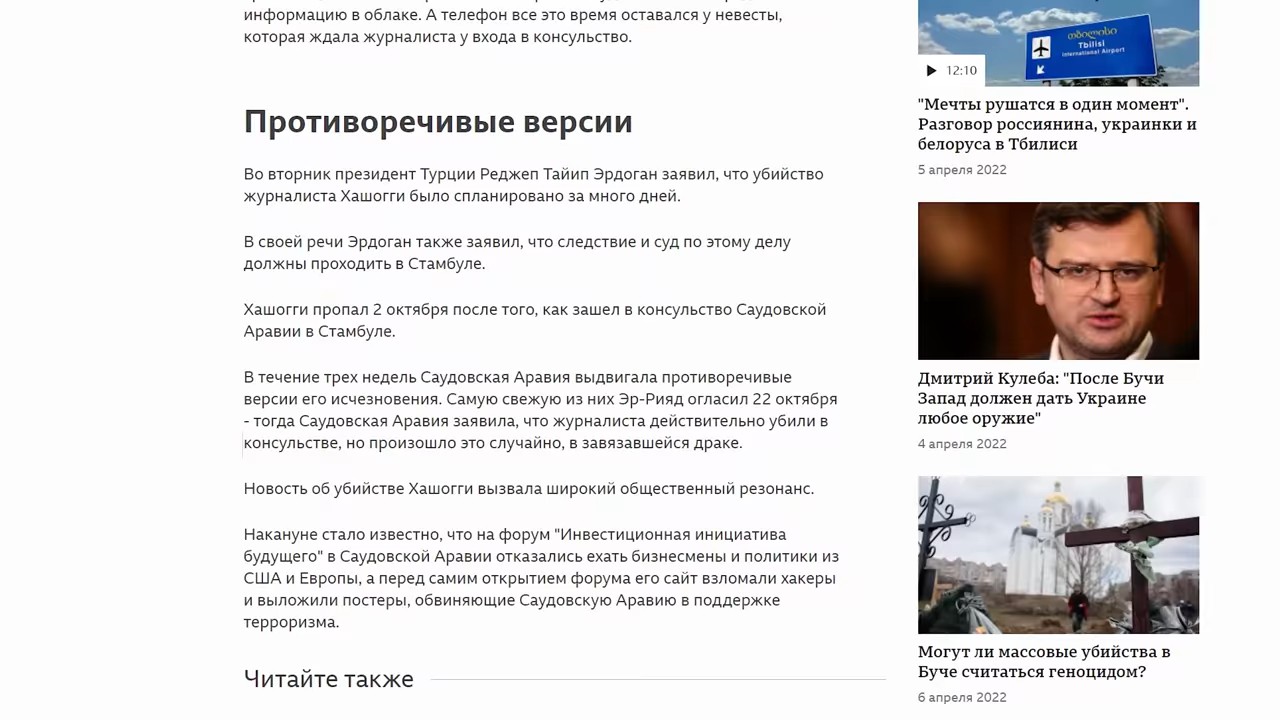 информацию в облаке. А телефон все это время оставался у невесты,
которая ждала журналиста у входа в консульство.
Противоречивые версии
Во вторник президент Турции Реджеп Тайип Эрдоган заявил, что убийство
журналиста Хашогги было спланировано за много дней.
В своей речи Эрдоган также заявил, что следствие и суд по этому делу
должны проходить в Стамбуле.
Хашогги пропал 2 октября после того, как зашел в консульство Саудовской
Аравии в Стамбуле.
В течение трех недель Саудовская Аравия выдвигала противоречивые
версии его исчезновения. Самую свежую из них Эр-Рияд огласил 22 октября
- тогда Саудовская Аравия заявила, что журналиста действительно убили в
консульстве, но произошло это случайно, в завязавшейся драке.
Новость об убийстве Хашогги вызвала широкий общественный резонанс.
Накануне стало известно, что на форум "Инвестиционная инициатива
будущего" в Саудовской Аравии отказались ехать бизнесмены и политики из
США и Европы, а перед самим открытием форума его сайт взломали хакеры
и выложили постеры, обвиняющие Саудовскую Аравию в поддержке
терроризма.
Читайте также
თბილისი
Tbilisi
International Airport
12:10
"Мечты рушатся в один момент".
Разговор россиянина, украинки и
белоруса в Тбилиси
5 апреля 2022
Дмитрий Кулеба: "После Бучи
Запад должен дать Украине
любое оружие"
4 апреля 2022
Могут ли массовые убийства в
Буче считаться геноцидом?
6 апреля 2022